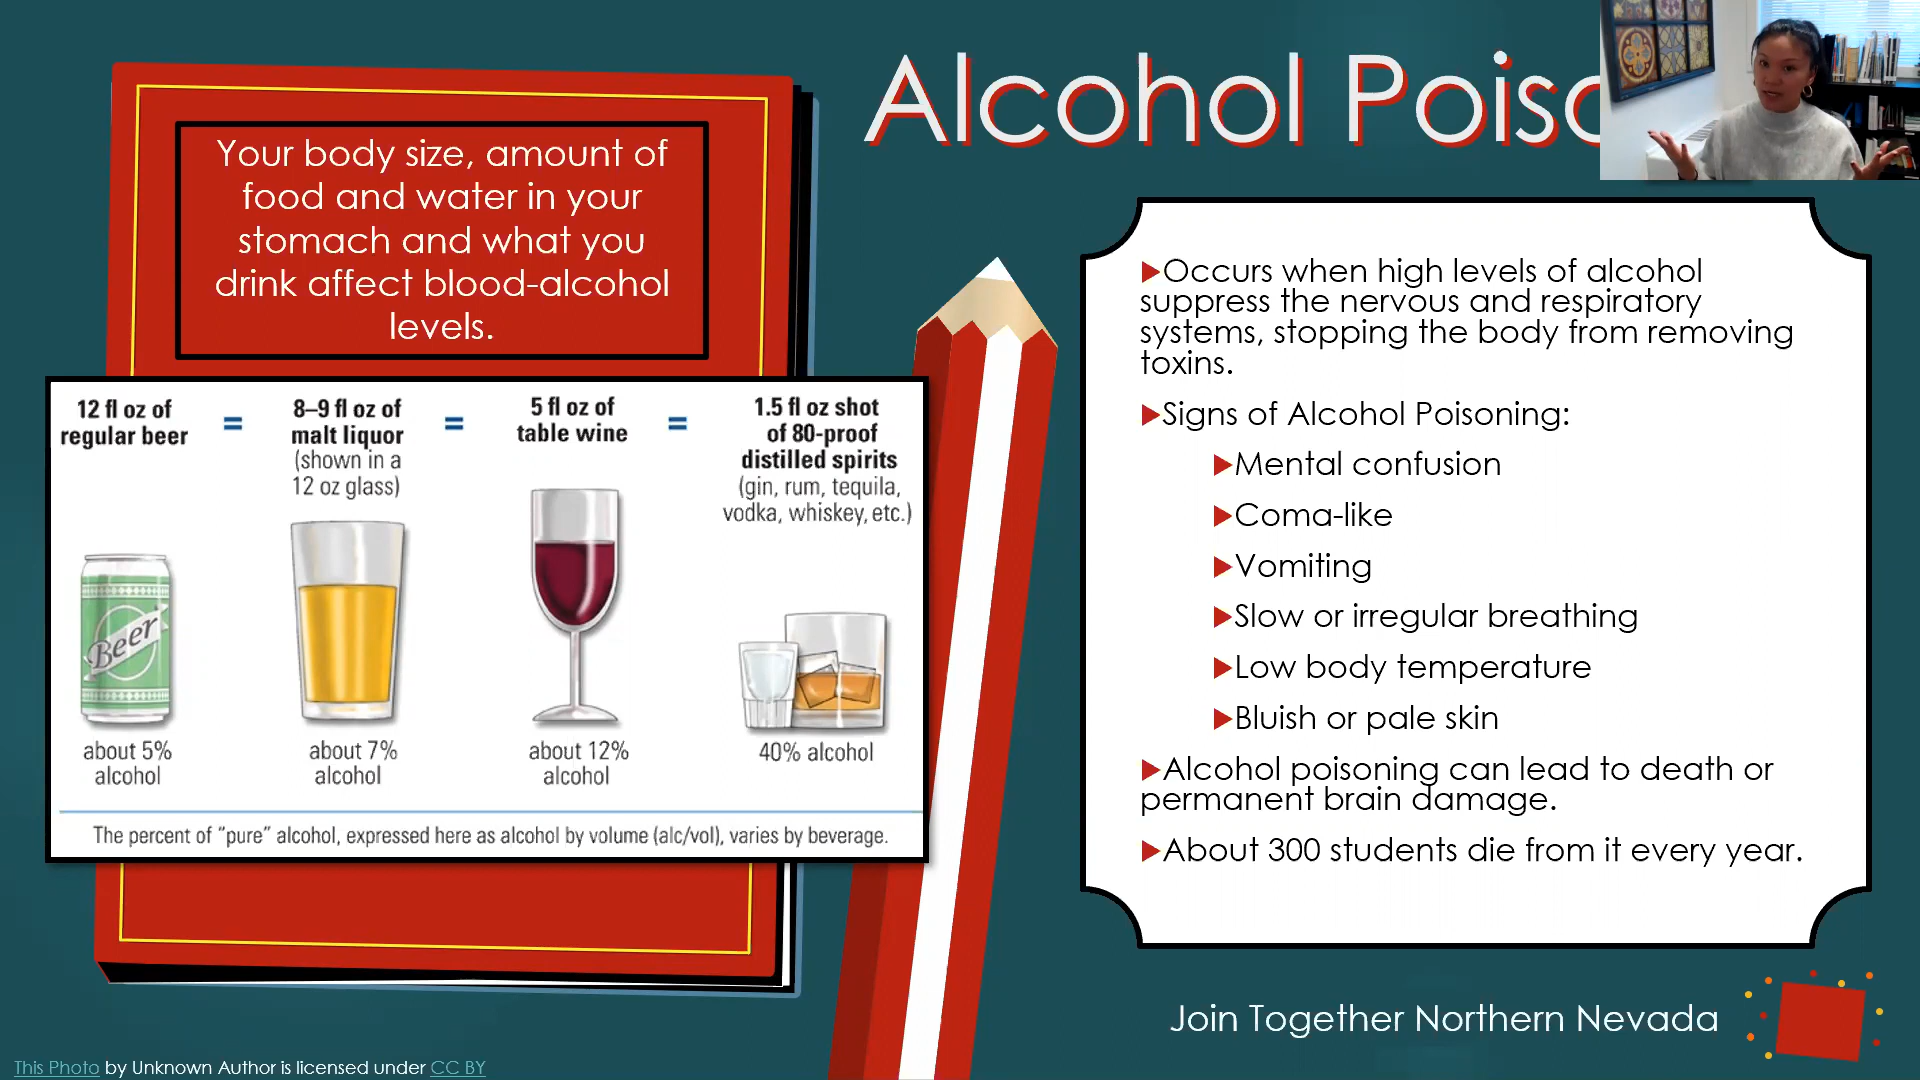 Alcohol Poiso
Your body size, amount of
food and water in your
stomach and what you
drink affect blood-alcohol
levels.
12 fl oz of
regular beer
=
8–9 fl oz of
malt liquor
(shown in a
12 oz glass)
=
5 fl oz of
table wine
=
1.5 fl oz shot
of 80-proof
distilled spirits
(gin, rum, tequila,
vodka, whiskey, etc.)
Beer
about 5%
alcohol
about 7%
alcohol
about 12%
alcohol
40% alcohol
The percent of “pure” alcohol, expressed here as alcohol by volume (alc/vol), varies by beverage.
Occurs when high levels of alcohol
suppress the nervous and respiratory
systems, stopping the body from removing
toxins.
Signs of Alcohol Poisoning:
Mental confusion
Coma-like
Vomiting
Slow or irregular breathing
Low body temperature
Bluish or pale skin
Alcohol poisoning can lead to death or
permanent brain damage.
About 300 students die from it every year.
Join Together Northern Nevada
This Photo by Unknown Author is licensed under CC BY